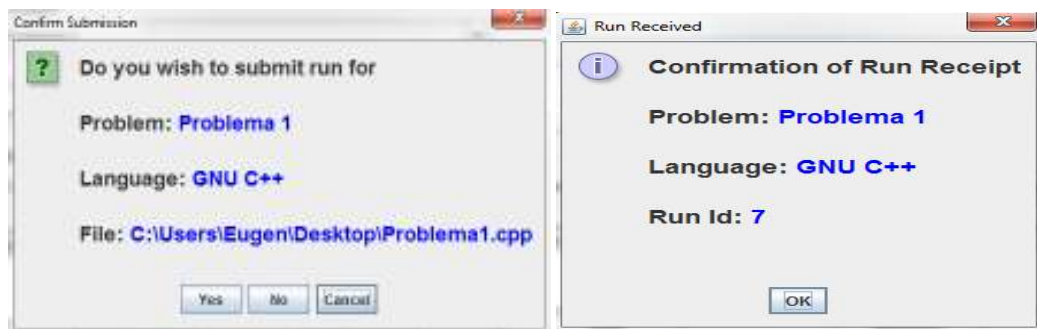 Confirm Submission
?
Do you wish to submit run for
Problem: Problema 1
Language: GNU C++
File: C:\Users\Eugen\Desktop\Problema1.cpp
Yes No Cancel
Run Received
i
Confirmation of Run Receipt
Problem: Problema 1
Language: GNU C++
Run Id: 7
OK